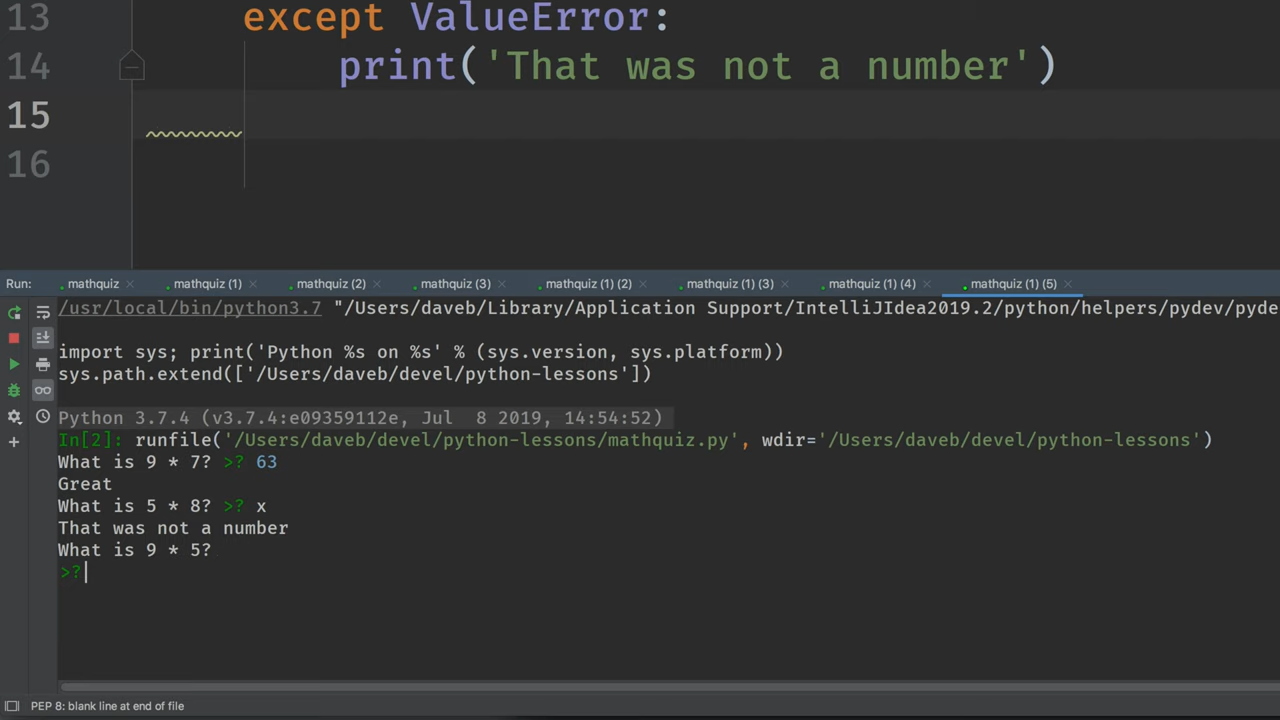 13 except ValueError:
14 print('That was not a number')
15
16
Run: mathquiz mathquiz (1) mathquiz (2) mathquiz (3) mathquiz (1) (2) mathquiz (1) (3) mathquiz (1) (4) mathquiz (1) (5)
/usr/local/bin/python3.7 "/Users/daveb/Library/Application Support/IntelliJIdea2019.2/python/helpers/pydev/pyde
import sys; print('Python %s on %s' % (sys.version, sys.platform))
sys.path.extend(['/Users/daveb/devel/python-lessons'])
Python 3.7.4 (v3.7.4:e09359112e, Jul  8 2019, 14:54:52)
In[2]: runfile('/Users/daveb/devel/python-lessons/mathquiz.py', wdir='/Users/daveb/devel/python-lessons')
What is 9 * 7? >? 63
Great
What is 5 * 8? >? x
That was not a number
What is 9 * 5?
>?
PEP 8: blank line at end of file